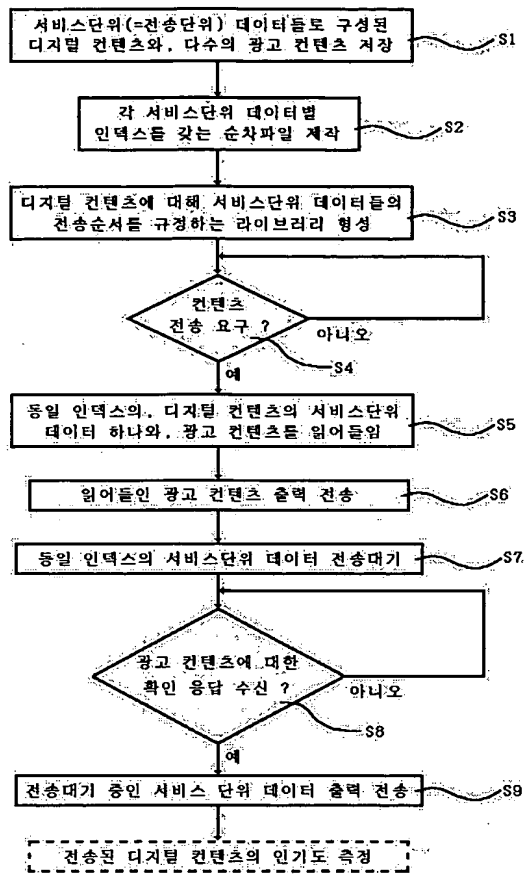 서비스단위(=전송단위) 데이터들로 구성된
디지털 컨텐츠와, 다수의 광고 컨텐츠 저장
S1
각 서비스단위 데이터별
인덱스를 갖는 순차파일 제작
S2
디지털 컨텐츠에 대해 서비스단위 데이터들의
전송순서를 규정하는 라이브러리 형성
S3
컨텐츠
전송 요구 ?
아니오
S4
예
동일 인덱스의, 디지털 컨텐츠의 서비스단위
데이터 하나와, 광고 컨텐츠를 읽어들임
S5
읽어들인 광고 컨텐츠 출력 전송
S6
동일 인덱스의 서비스단위 데이터 전송대기
S7
광고 컨텐츠에 대한
확인 응답 수신 ?
아니오
S8
예
전송대기 중인 서비스 단위 데이터 출력 전송
S9
전송된 디지털 컨텐츠의 인기도 측정